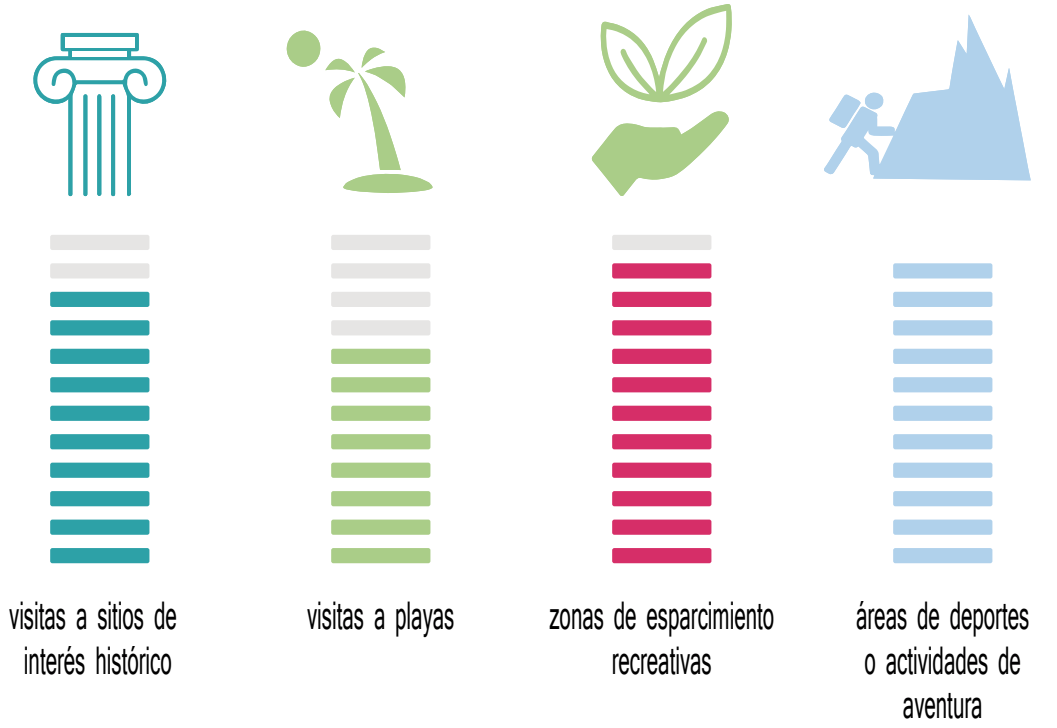 visitas a sitios de
interés histórico
visitas a playas
zonas de esparcimiento
recreativas
áreas de deportes
o actividades de
aventura